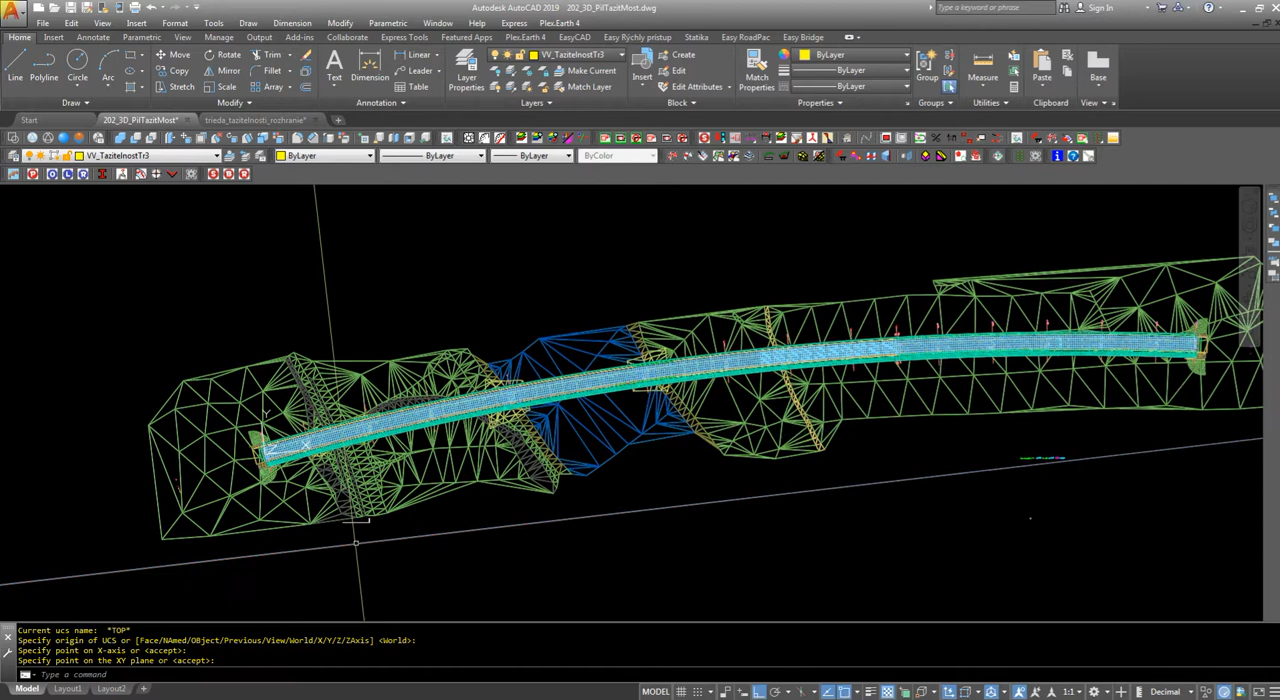 Autodesk AutoCAD 2019   202_3D_PilTazitMost.dwg
Type a keyword or phrase
Sign In
File Edit View Insert Format Tools Draw Dimension Modify Parametric Window Help Express Plex.Earth 4
Home Insert Annotate Parametric View Manage Output Add-ins Collaborate Express Tools Featured Apps Plex.Earth 4 EasyCAD Easy Rýchly prístup Statika Easy RoadPac Easy Bridge
Line Polyline Circle Arc
Move Rotate Trim
Copy Mirror Fillet
Stretch Scale Array
Text Dimension
Linear
Leader
Table
Layer Properties
VV_TazitelnostTr3
Make Current
Match Layer
Insert
Create
Edit
Edit Attributes
Match Properties
ByLayer
ByLayer
ByLayer
Group Measure Paste Base
Draw Modify Annotation Layers Block Properties Groups Utilities Clipboard View
Start 202_3D_PilTazitMost* trieda_tazitelnosti_rozhranie*
VV_TazitelnostTr3 ByLayer ByLayer ByLayer ByColor
Y
X
Z
Current ucs name: *TOP*
Specify origin of UCS or [Face/NAmed/OBject/Previous/View/World/X/Y/Z/ZAxis] <World>:
Specify point on X-axis or <accept>:
Specify point on the XY plane or <accept>:
Type a command
Model Layout1 Layout2
MODEL 1:1 Decimal